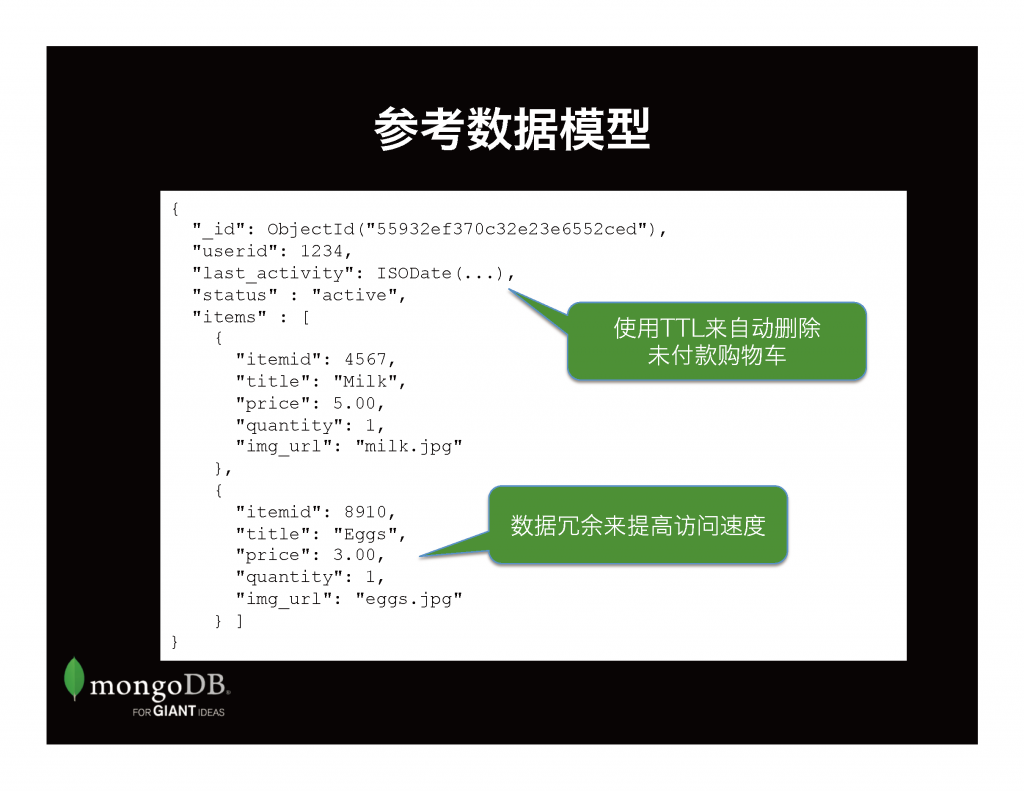 参考数据模型
{
"_id": ObjectId("55932ef370c32e23e6552ced"),
"userid": 1234,
"last_activity": ISODate(...),
"status" : "active",
"items" : [
{
"itemid": 4567,
"title": "Milk",
"price": 5.00,
"quantity": 1,
"img_url": "milk.jpg"
},
{
"itemid": 8910,
"title": "Eggs",
"price": 3.00,
"quantity": 1,
"img_url": "eggs.jpg"
} ]
}
使用TTL来自动删除
未付款购物车
数据冗余来提高访问速度
mongoDB®
FOR GIANT IDEAS